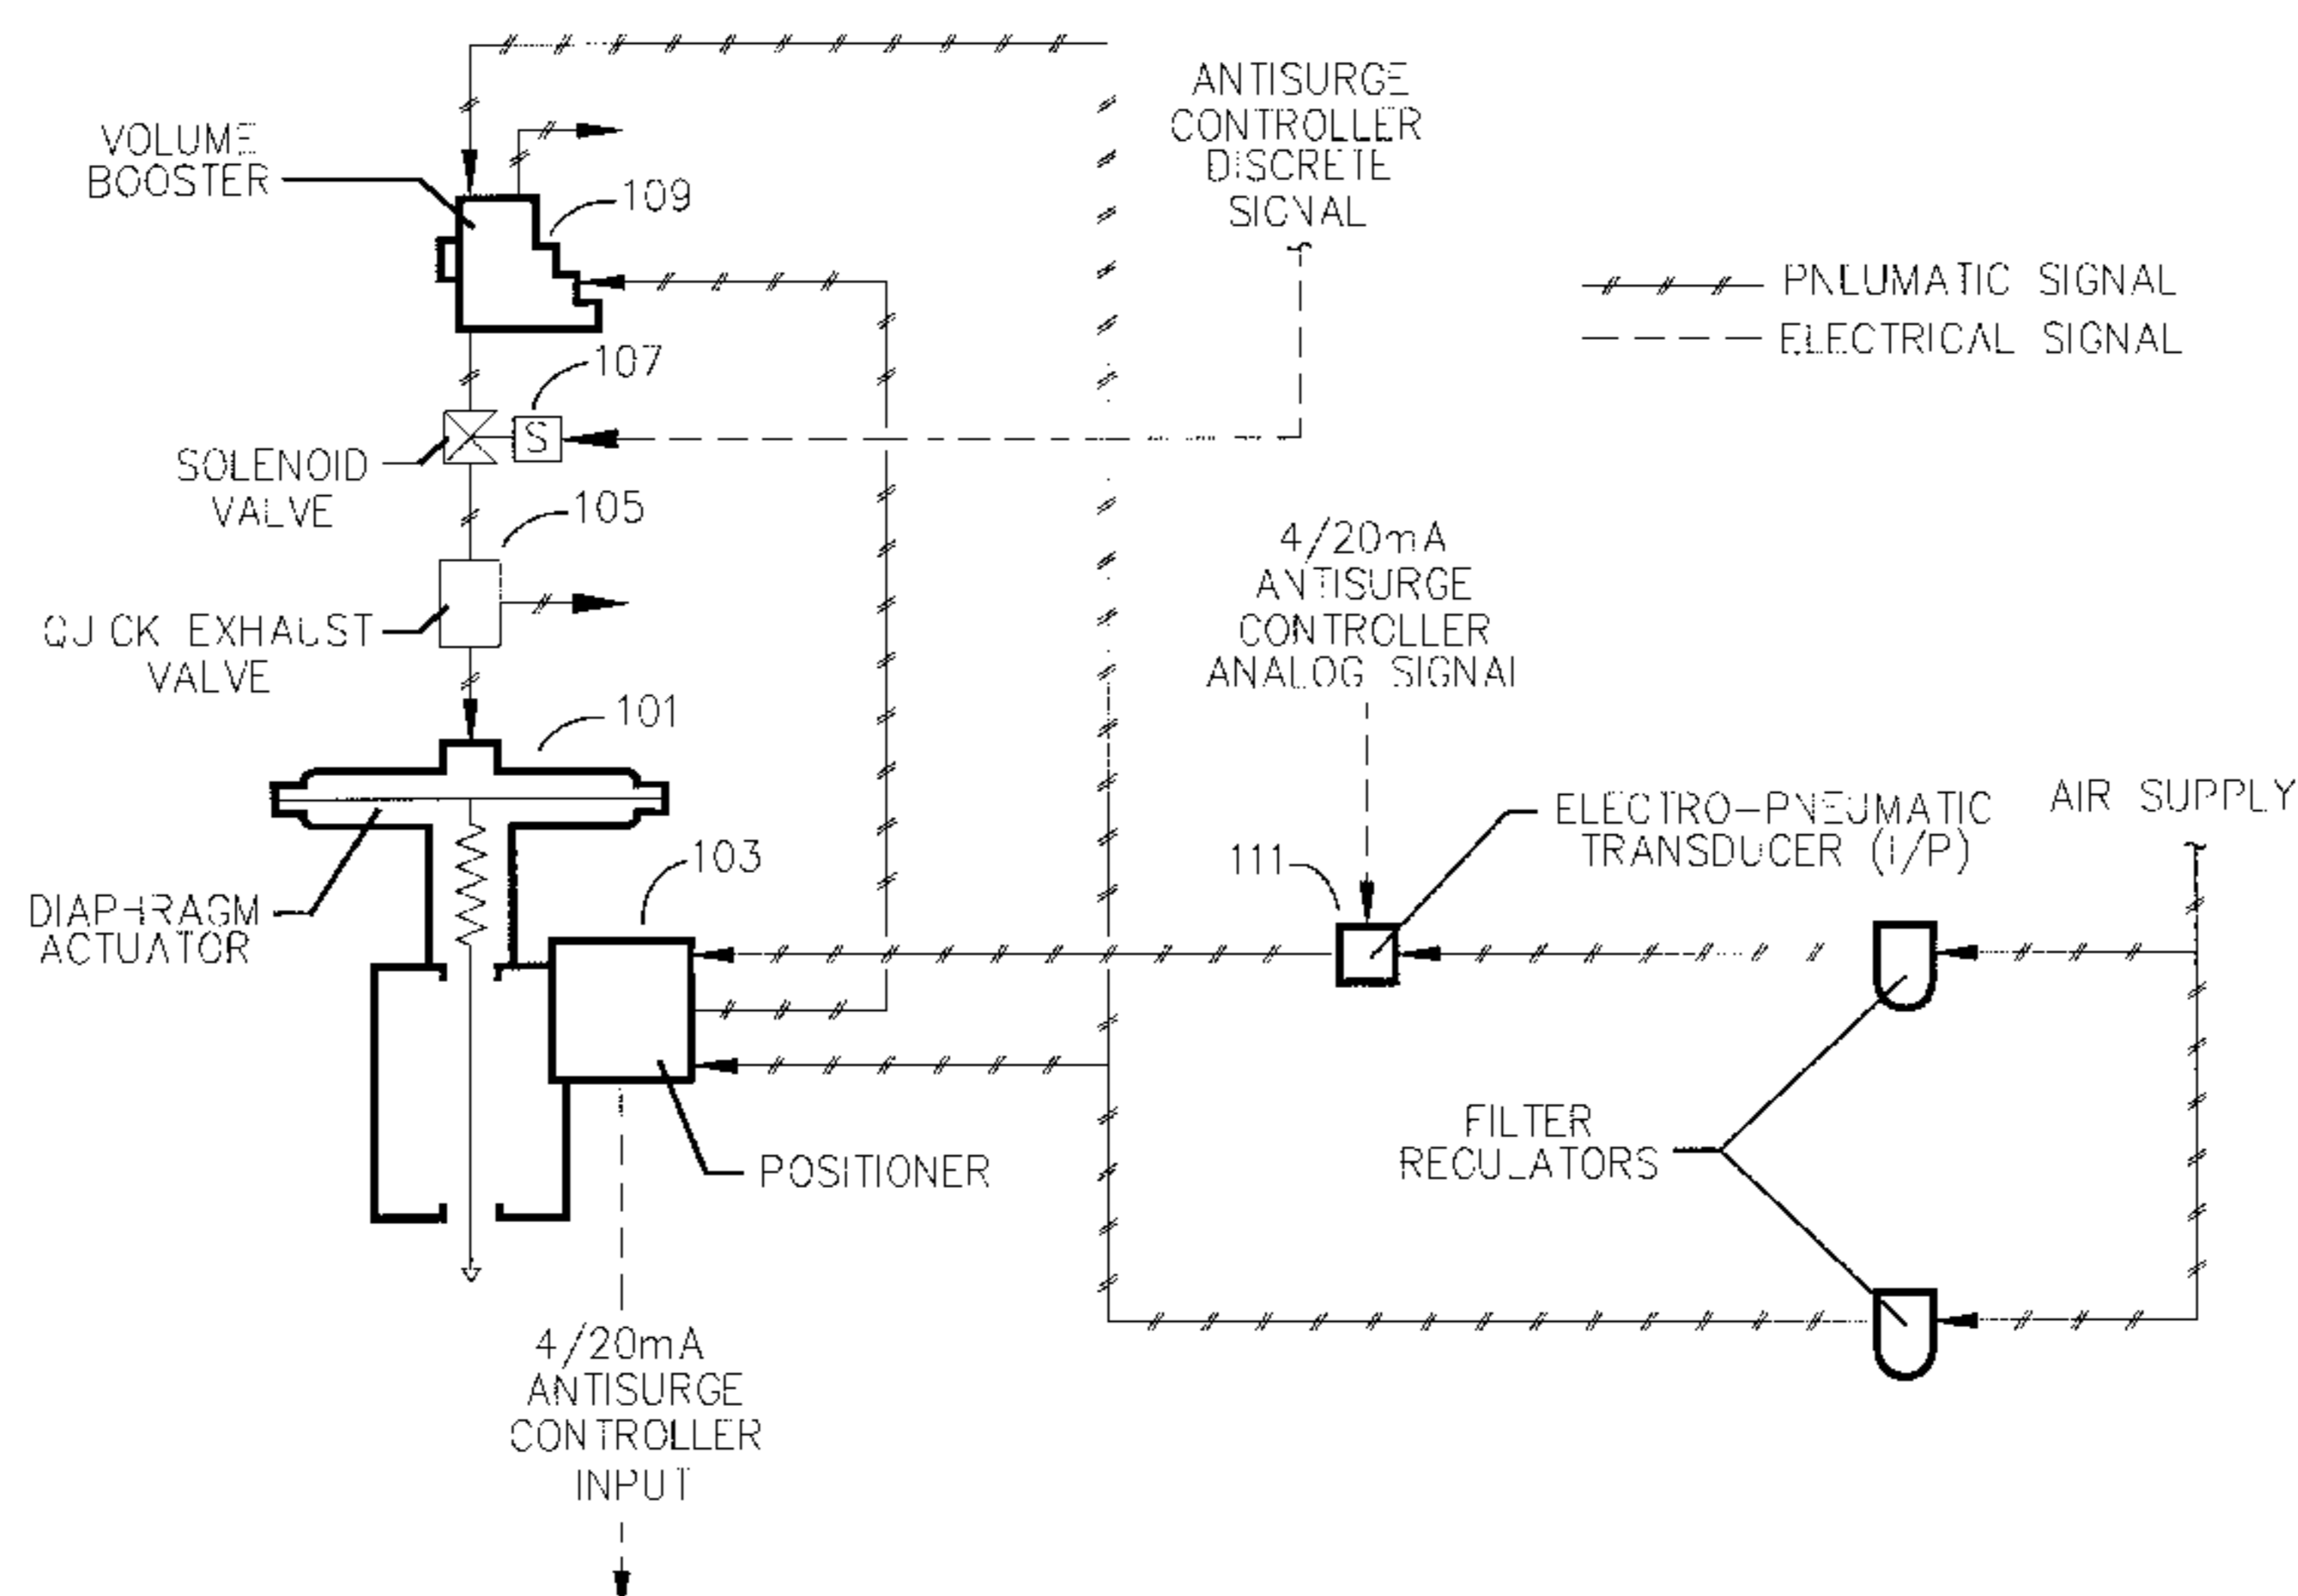 ANTISURGE
CONTROLLER
DISCRETE
SIGNAL
VOLUME
BOOSTER
109
PNEUMATIC SIGNAL
ELECTRICAL SIGNAL
107
S
SOLENOID
VALVE
105
4/20mA
ANTISURGE
CONTROLLER
ANALOG SIGNAL
QUICK EXHAUST
VALVE
101
AIR SUPPLY
ELECTRO-PNEUMATIC
TRANSDUCER (I/P)
111
103
DIAPHRAGM
ACTUATOR
FILTER
REGULATORS
POSITIONER
4/20mA
ANTISURGE
CONTROLLER
INPUT